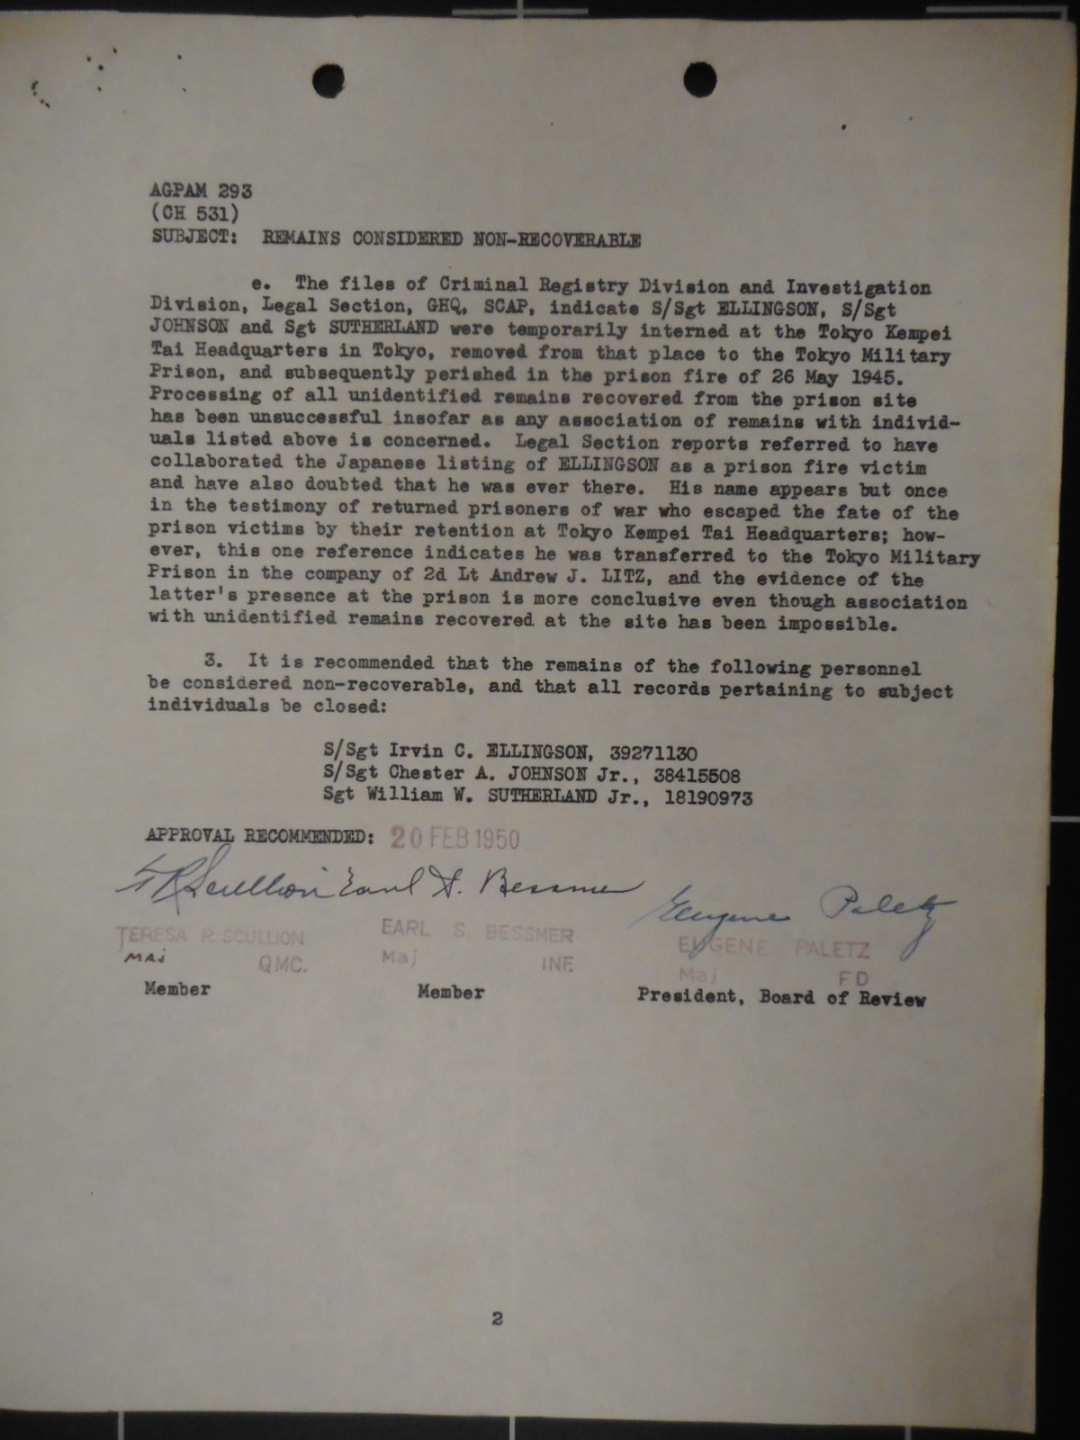 AGPAM 293
(CH 531)
SUBJECT: REMAINS CONSIDERED NON-RECOVERABLE
e. The files of Criminal Registry Division and Investigation
Division, Legal Section, GHQ, SCAP, indicate S/Sgt ELLINGSON, S/Sgt
JOHNSON and Sgt SUTHERLAND were temporarily interned at the Tokyo Kempei
Tai Headquarters in Tokyo, removed from that place to the Tokyo Military
Prison, and subsequently perished in the prison fire of 26 May 1945.
Processing of all unidentified remains recovered from the prison site
has been unsuccessful insofar as any association of remains with individ-
uals listed above is concerned. Legal Section reports referred to have
collaborated the Japanese listing of ELLINGSON as a prison fire victim
and have also doubted that he was ever there. His name appears but once
in the testimony of returned prisoners of war who escaped the fate of the
prison victims by their retention at Tokyo Kempei Tai Headquarters; how-
ever, this one reference indicates he was transferred to the Tokyo Military
Prison in the company of 2d Lt Andrew J. LITZ, and the evidence of the
latter's presence at the prison is more conclusive even though association
with unidentified remains recovered at the site has been impossible.
3. It is recommended that the remains of the following personnel
be considered non-recoverable, and that all records pertaining to subject
individuals be closed:
S/Sgt Irvin C. ELLINGSON, 39271130
S/Sgt Chester A. JOHNSON Jr., 38415508
Sgt William W. SUTHERLAND Jr., 18190973
APPROVAL RECOMMENDED: 20 FEB 1950
T R Scullion Earl S. Bessmer Eugene Paletz
TERESA R. SCULLION EARL S. BESSMER EUGENE PALETZ
MAJ QMC. Maj INF. Maj FD
Member Member President, Board of Review
2